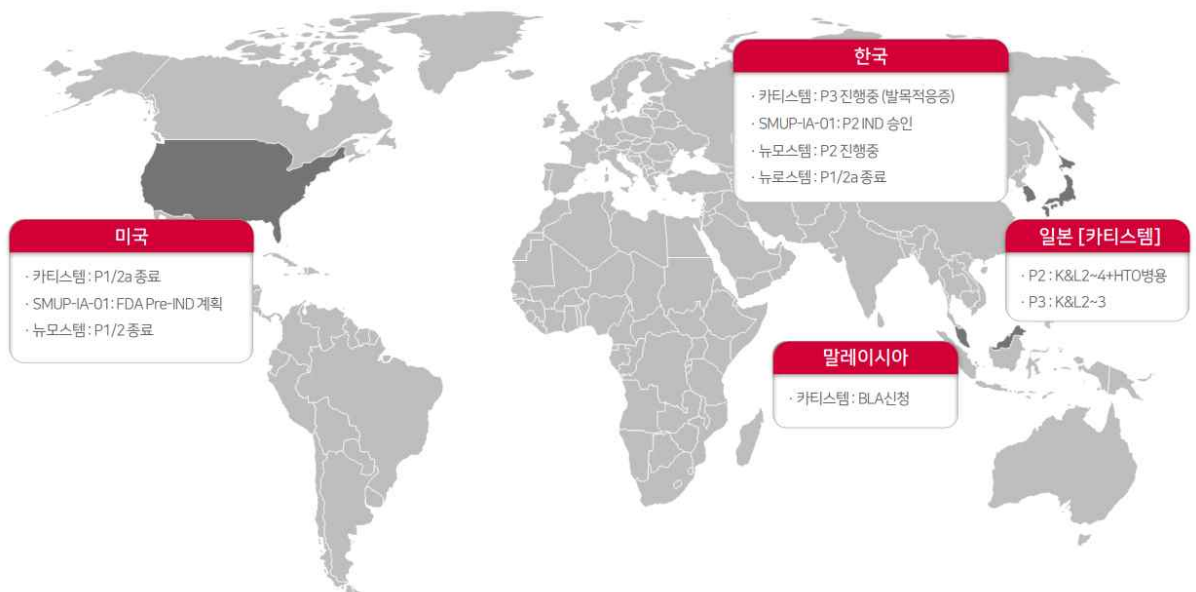 한국
· 카티스템 : P3 진행중 (발목적응증)
· SMUP-IA-01 : P2 IND 승인
· 뉴모스템 : P2 진행중
· 뉴로스템 : P1/2a 종료
미국
· 카티스템 : P1/2a 종료
· SMUP-IA-01 : FDA Pre-IND 계획
· 뉴모스템 : P1/2 종료
일본 [카티스템]
· P2 : K&L2~4+HTO병용
· P3 : K&L2~3
말레이시아
· 카티스템 : BLA신청